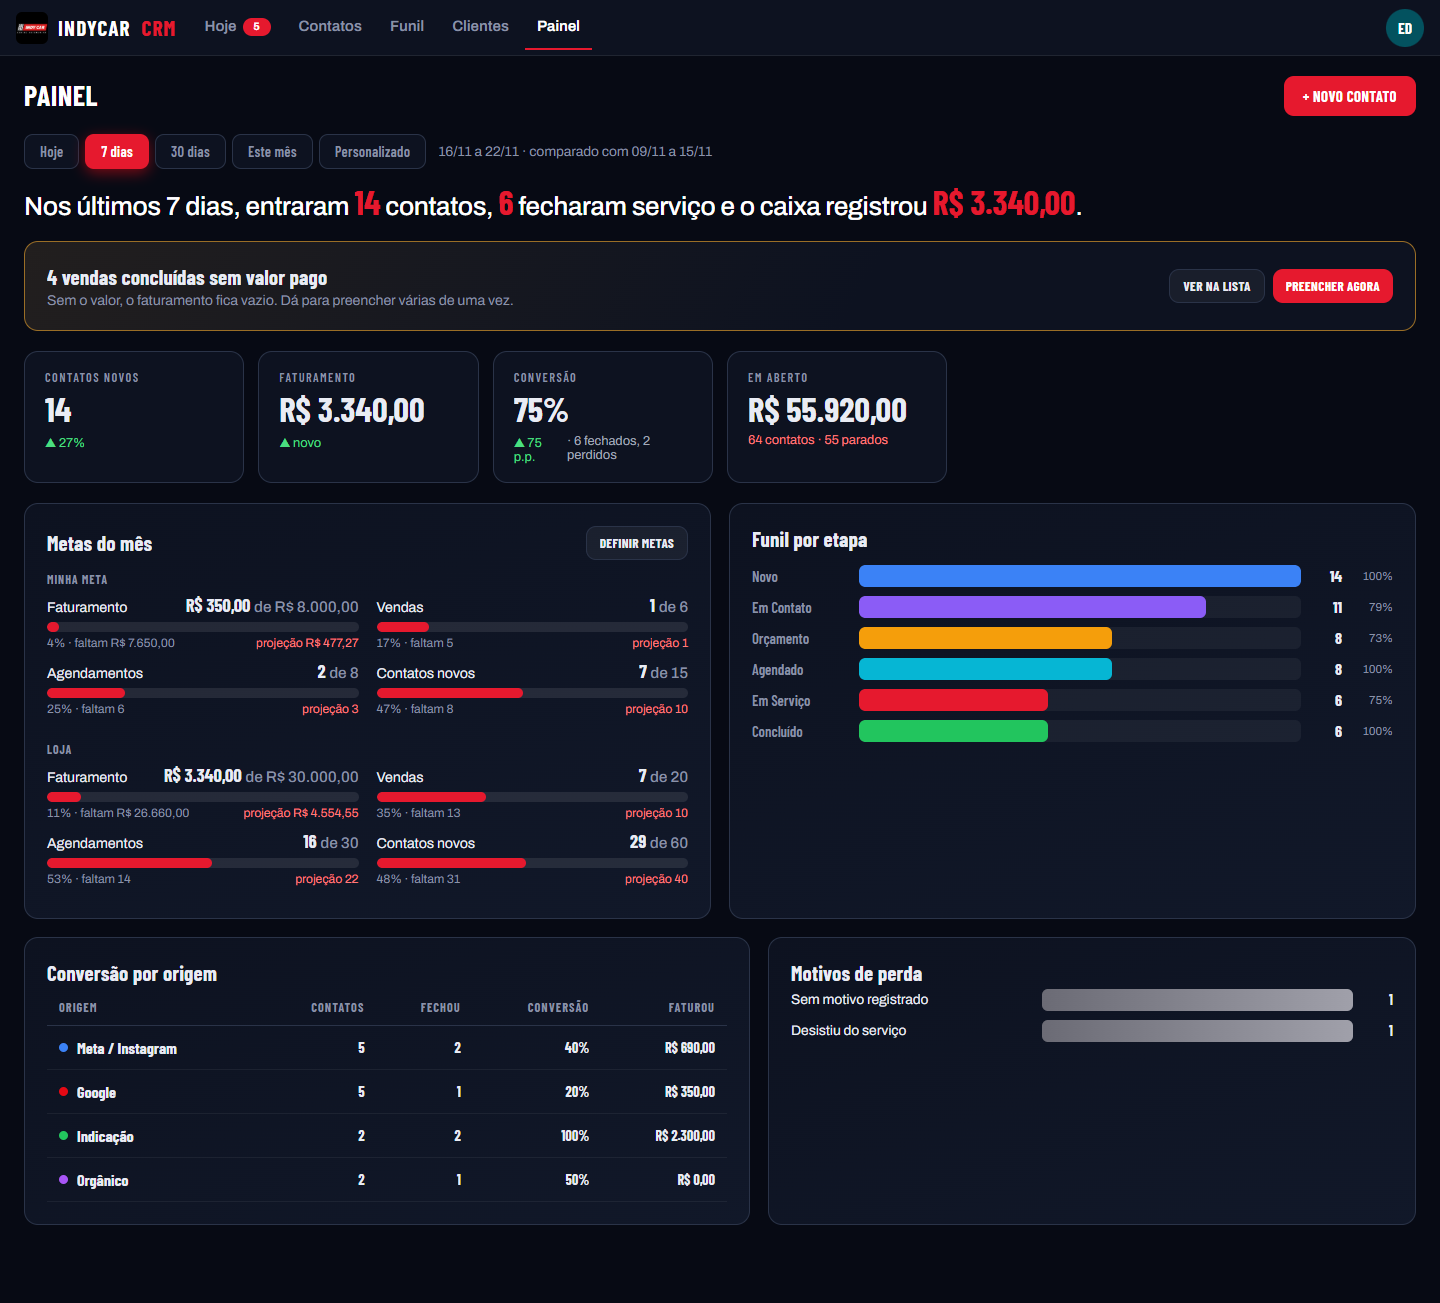 INDYCAR CRM
Hoje 5
Contatos
Funil
Clientes
Painel
ED
PAINEL
+ NOVO CONTATO
Hoje
7 dias
30 dias
Este mês
Personalizado
16/11 a 22/11 · comparado com 09/11 a 15/11
Nos últimos 7 dias, entraram 14 contatos, 6 fecharam serviço e o caixa registrou R$ 3.340,00.
4 vendas concluídas sem valor pago
Sem o valor, o faturamento fica vazio. Dá para preencher várias de uma vez.
VER NA LISTA
PREENCHER AGORA
CONTATOS NOVOS
14
▲ 27%
FATURAMENTO
R$ 3.340,00
▲ novo
CONVERSÃO
75%
▲ 75 p.p.
· 6 fechados, 2
perdidos
EM ABERTO
R$ 55.920,00
64 contatos · 55 parados
Metas do mês
DEFINIR METAS
MINHA META
Faturamento R$ 350,00 de R$ 8.000,00
4% · faltam R$ 7.650,00 projeção R$ 477,27
Vendas 1 de 6
17% · faltam 5 projeção 1
Agendamentos 2 de 8
25% · faltam 6 projeção 3
Contatos novos 7 de 15
47% · faltam 8 projeção 10
LOJA
Faturamento R$ 3.340,00 de R$ 30.000,00
11% · faltam R$ 26.660,00 projeção R$ 4.554,55
Vendas 7 de 20
35% · faltam 13 projeção 10
Agendamentos 16 de 30
53% · faltam 14 projeção 22
Contatos novos 29 de 60
48% · faltam 31 projeção 40
Funil por etapa
Novo 14 100%
Em Contato 11 79%
Orçamento 8 73%
Agendado 8 100%
Em Serviço 6 75%
Concluído 6 100%
Conversão por origem
ORIGEM CONTATOS FECHOU CONVERSÃO FATUROU
Meta / Instagram 5 2 40% R$ 690,00
Google 5 1 20% R$ 350,00
Indicação 2 2 100% R$ 2.300,00
Orgânico 2 1 50% R$ 0,00
Motivos de perda
Sem motivo registrado 1
Desistiu do serviço 1